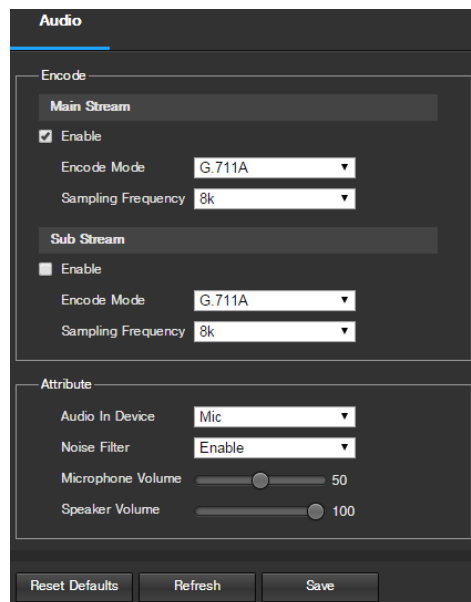 Audio
Encode
Main Stream
Enable
Encode Mode G.711A
Sampling Frequency 8k
Sub Stream
Enable
Encode Mode G.711A
Sampling Frequency 8k
Attribute
Audio In Device Mic
Noise Filter Enable
Microphone Volume 50
Speaker Volume 100
Reset Defaults Refresh Save